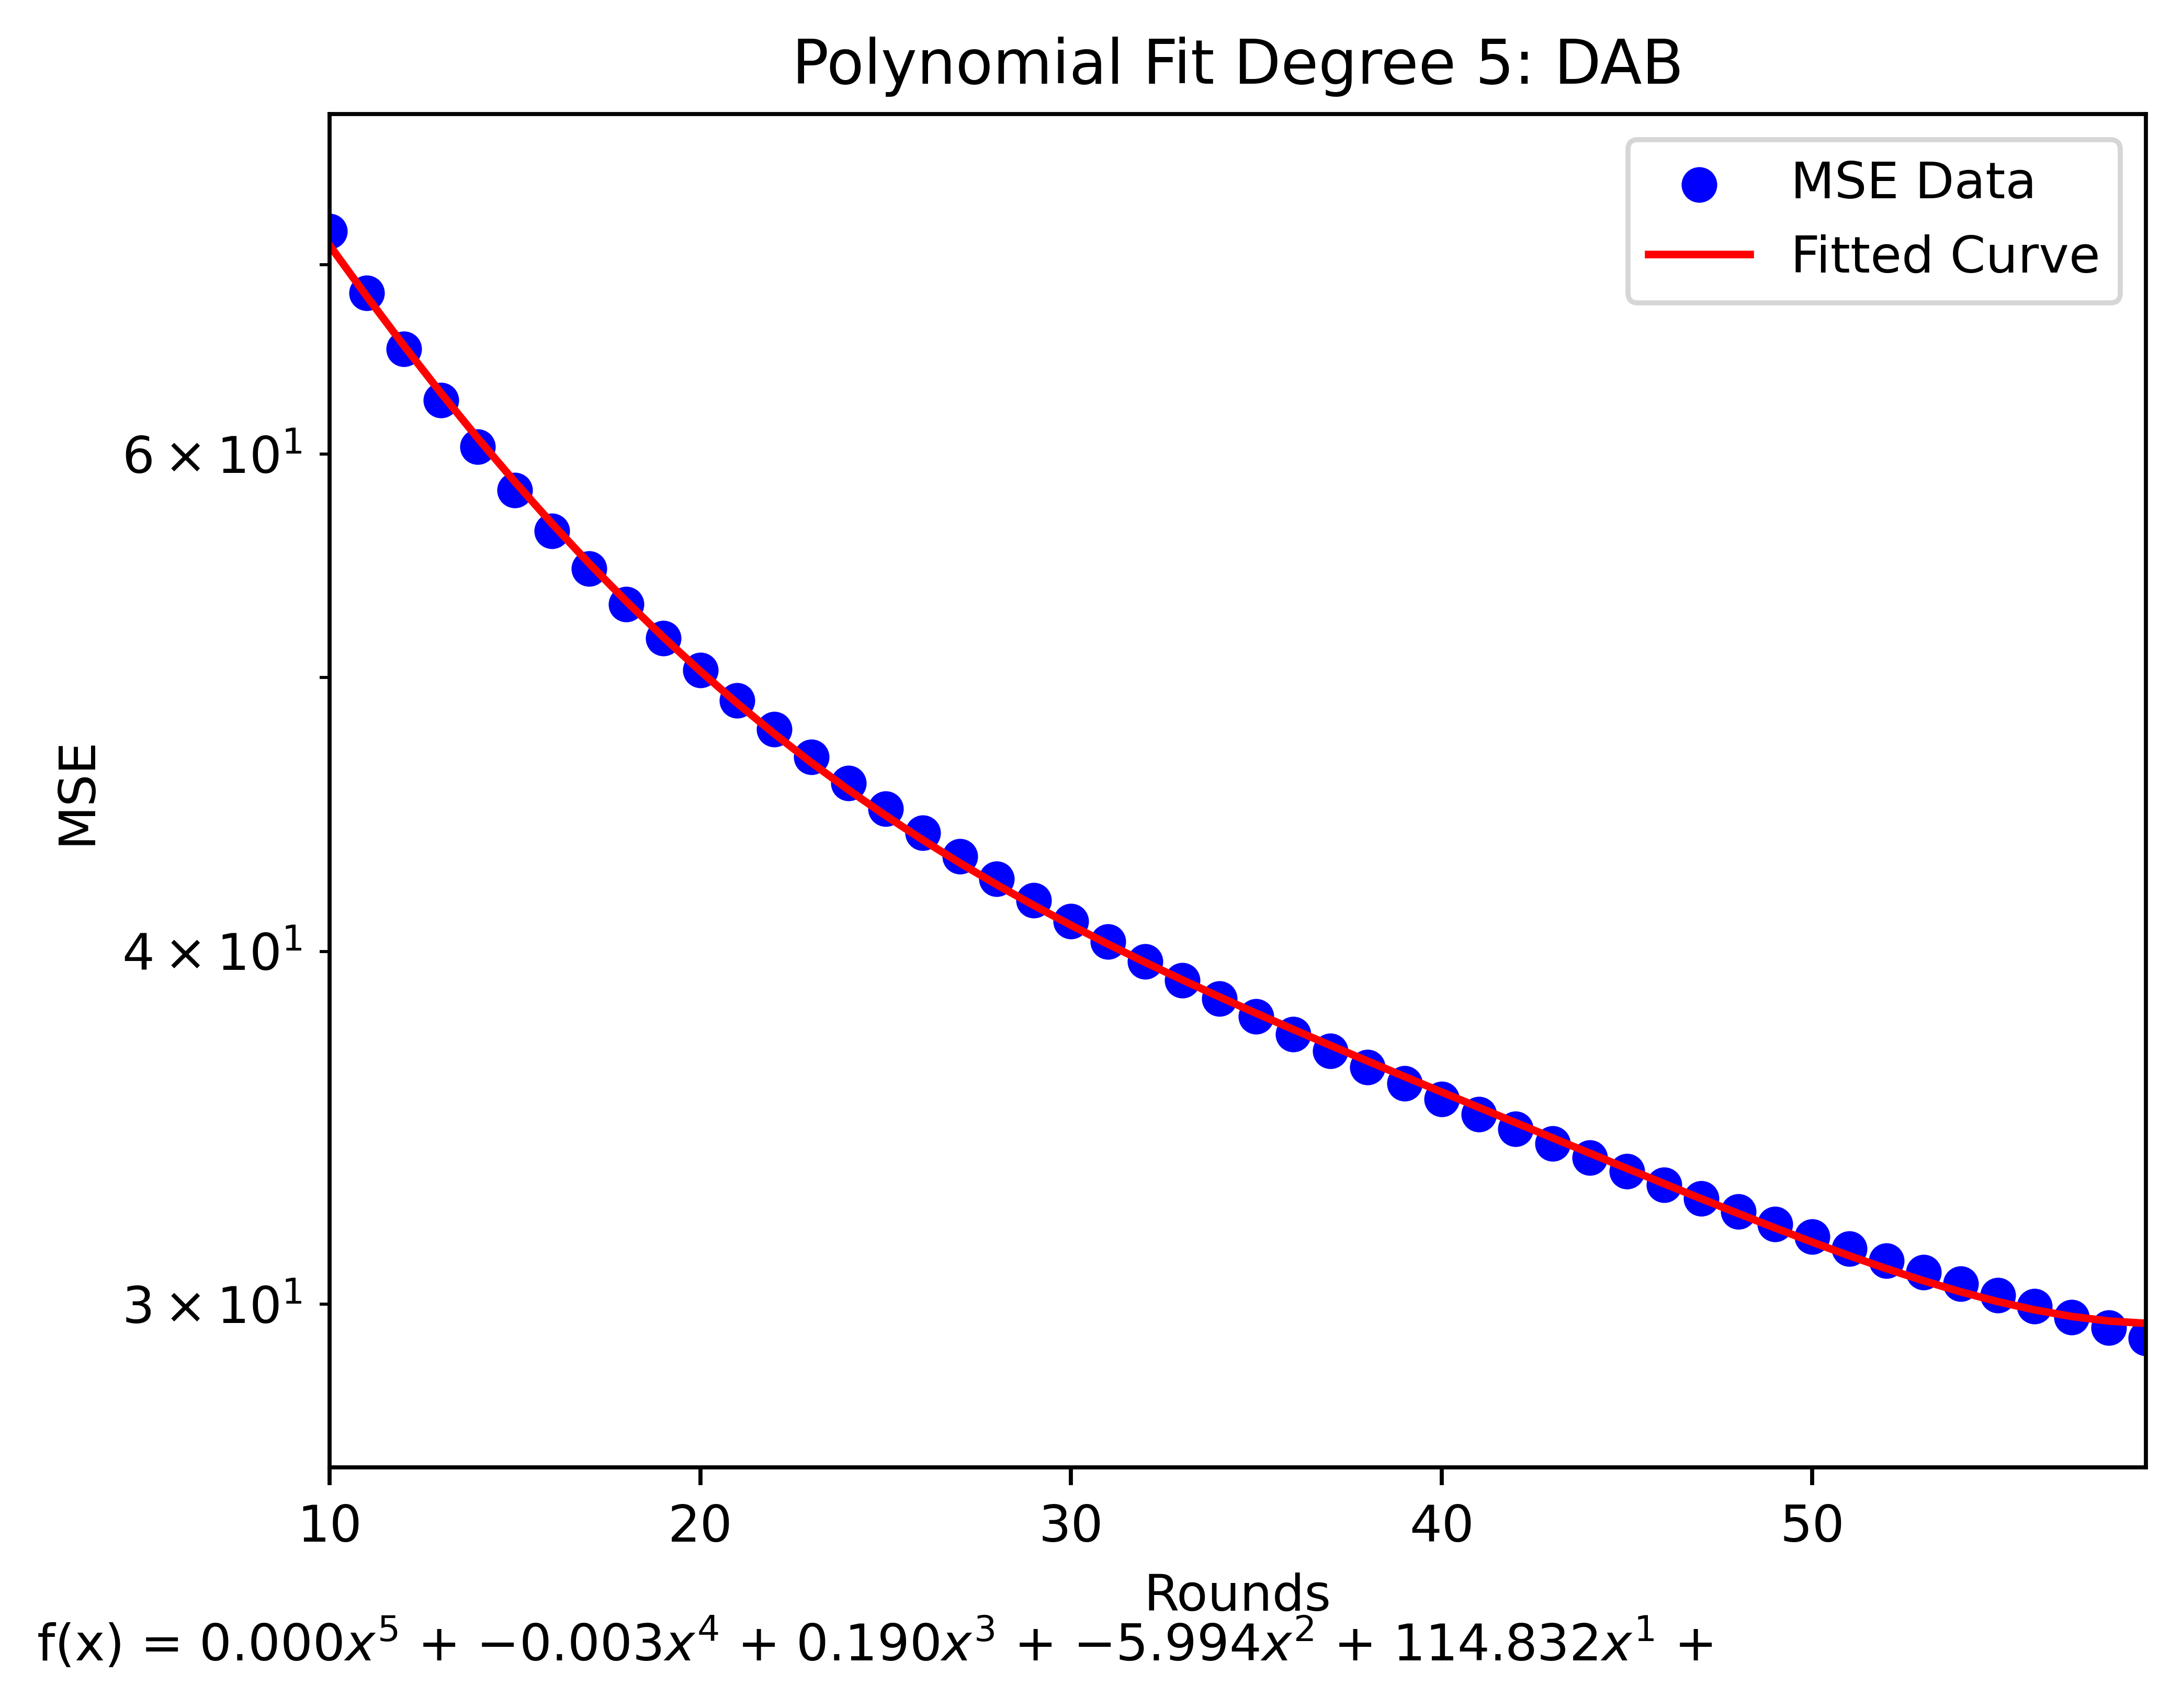 Polynomial Fit Degree 5: DAB
MSE Data
Fitted Curve
6 × 10¹
4 × 10¹
3 × 10¹
MSE
10 20 30 40 50
Rounds
f(x) = 0.000x⁵ + −0.003x⁴ + 0.190x³ + −5.994x² + 114.832x¹ +